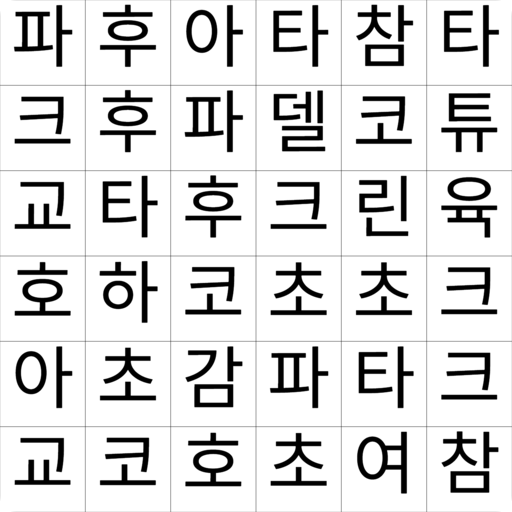 파 후 아 타 참 타
크 후 파 델 코 튜
교 타 후 크 린 육
호 하 코 초 초 크
아 초 감 파 타 크
교 코 호 초 여 참